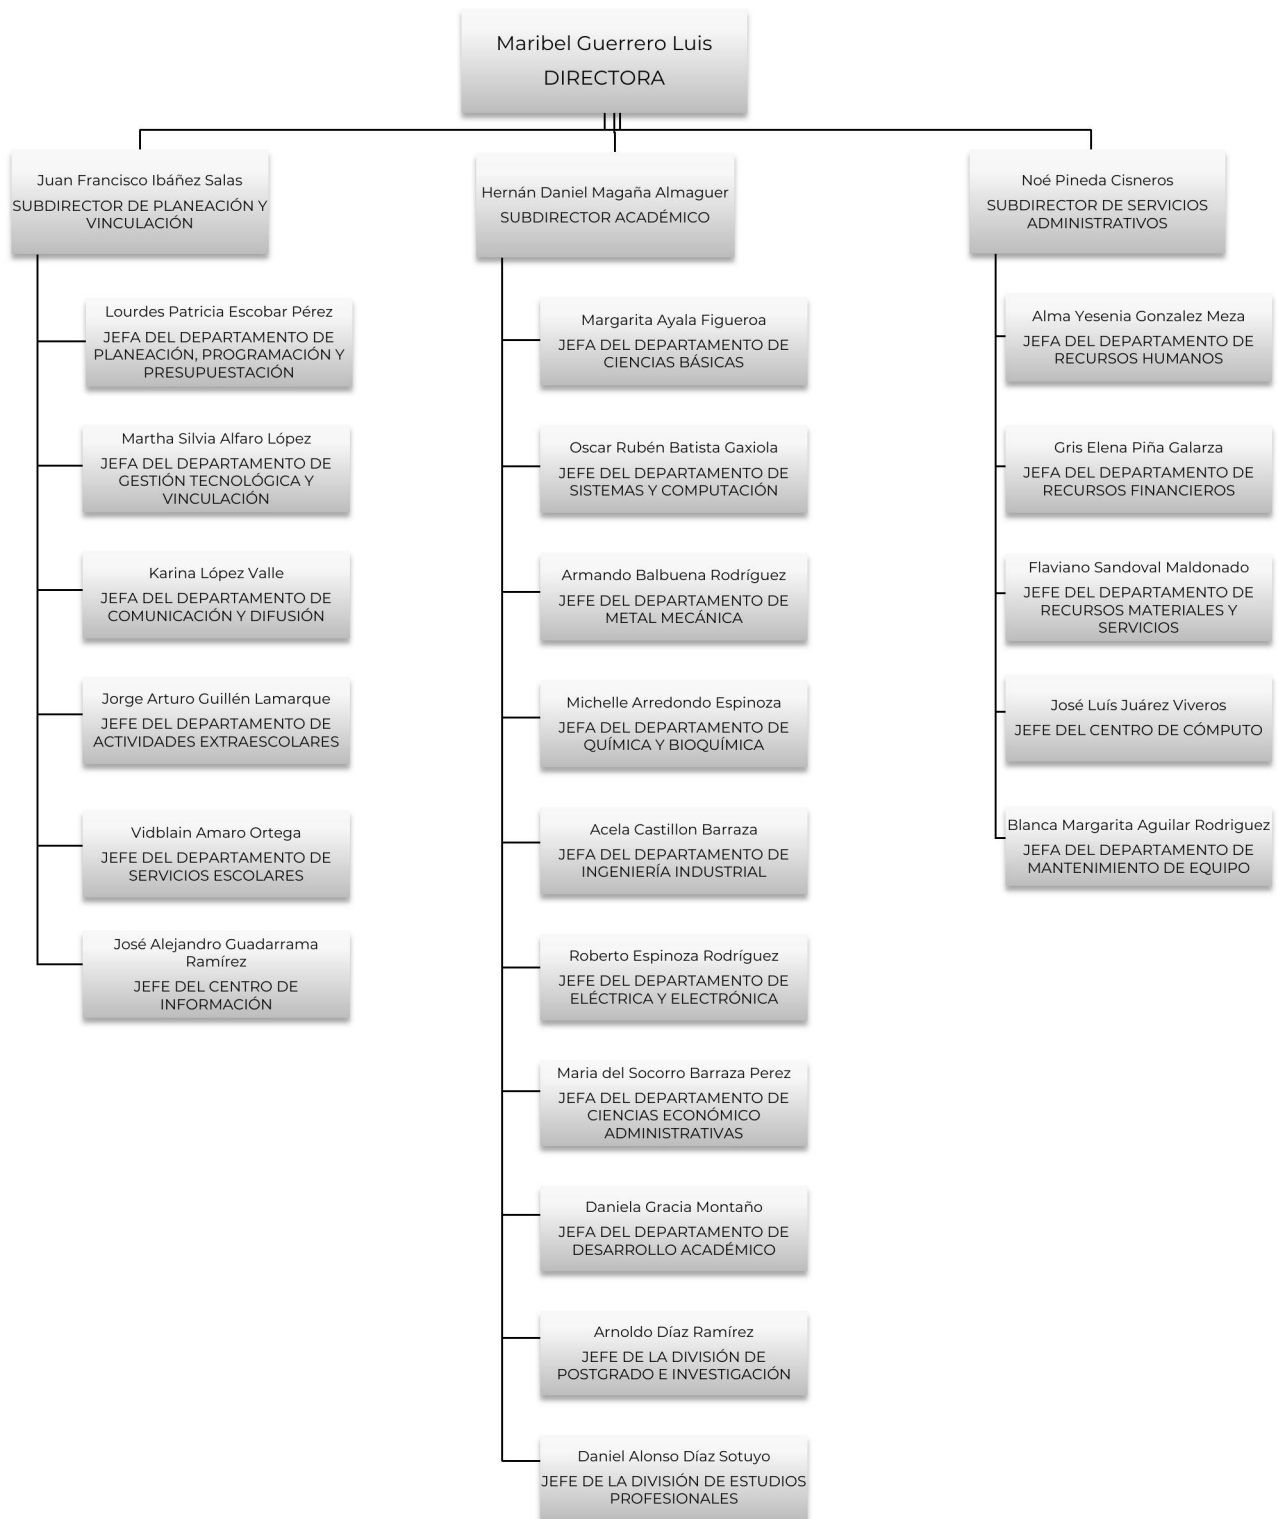 Maribel Guerrero Luis
DIRECTORA
Juan Francisco Ibáñez Salas
SUBDIRECTOR DE PLANEACIÓN Y
VINCULACIÓN
Lourdes Patricia Escobar Pérez
JEFA DEL DEPARTAMENTO DE
PLANEACIÓN, PROGRAMACIÓN Y
PRESUPUESTACIÓN
Martha Silvia Alfaro López
JEFA DEL DEPARTAMENTO DE
GESTIÓN TECNOLÓGICA Y
VINCULACIÓN
Karina López Valle
JEFA DEL DEPARTAMENTO DE
COMUNICACIÓN Y DIFUSIÓN
Jorge Arturo Guillén Lamarque
JEFE DEL DEPARTAMENTO DE
ACTIVIDADES EXTRAESCOLARES
Vidblain Amaro Ortega
JEFE DEL DEPARTAMENTO DE
SERVICIOS ESCOLARES
José Alejandro Guadarrama
Ramírez
JEFE DEL CENTRO DE
INFORMACIÓN
Hernán Daniel Magaña Almaguer
SUBDIRECTOR ACADÉMICO
Margarita Ayala Figueroa
JEFA DEL DEPARTAMENTO DE
CIENCIAS BÁSICAS
Oscar Rubén Batista Gaxiola
JEFE DEL DEPARTAMENTO DE
SISTEMAS Y COMPUTACIÓN
Armando Balbuena Rodríguez
JEFE DEL DEPARTAMENTO DE
METAL MECÁNICA
Michelle Arredondo Espinoza
JEFA DEL DEPARTAMENTO DE
QUÍMICA Y BIOQUÍMICA
Acela Castillon Barraza
JEFA DEL DEPARTAMENTO DE
INGENIERÍA INDUSTRIAL
Roberto Espinoza Rodríguez
JEFE DEL DEPARTAMENTO DE
ELÉCTRICA Y ELECTRÓNICA
Maria del Socorro Barraza Perez
JEFA DEL DEPARTAMENTO DE
CIENCIAS ECONÓMICO
ADMINISTRATIVAS
Daniela Gracia Montaño
JEFA DEL DEPARTAMENTO DE
DESARROLLO ACADÉMICO
Arnoldo Díaz Ramírez
JEFE DE LA DIVISIÓN DE
POSTGRADO E INVESTIGACIÓN
Daniel Alonso Díaz Sotuyo
JEFE DE LA DIVISIÓN DE ESTUDIOS
PROFESIONALES
Noé Pineda Cisneros
SUBDIRECTOR DE SERVICIOS
ADMINISTRATIVOS
Alma Yesenia Gonzalez Meza
JEFA DEL DEPARTAMENTO DE
RECURSOS HUMANOS
Gris Elena Piña Galarza
JEFA DEL DEPARTAMENTO DE
RECURSOS FINANCIEROS
Flaviano Sandoval Maldonado
JEFE DEL DEPARTAMENTO DE
RECURSOS MATERIALES Y
SERVICIOS
José Luís Juárez Viveros
JEFE DEL CENTRO DE CÓMPUTO
Blanca Margarita Aguilar Rodriguez
JEFA DEL DEPARTAMENTO DE
MANTENIMIENTO DE EQUIPO